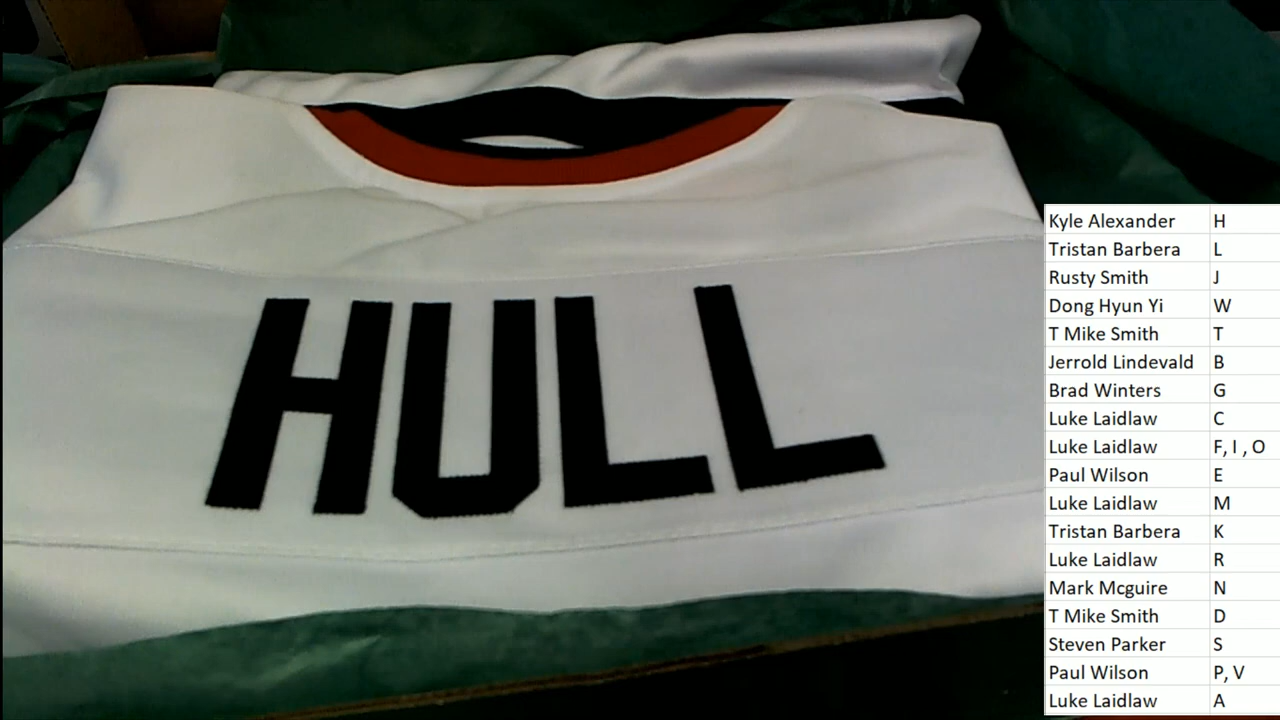 HULL
Kyle Alexander H
Tristan Barbera L
Rusty Smith J
Dong Hyun Yi W
T Mike Smith T
Jerrold Lindevald B
Brad Winters G
Luke Laidlaw C
Luke Laidlaw F, I , O
Paul Wilson E
Luke Laidlaw M
Tristan Barbera K
Luke Laidlaw R
Mark Mcguire N
T Mike Smith D
Steven Parker S
Paul Wilson P, V
Luke Laidlaw A